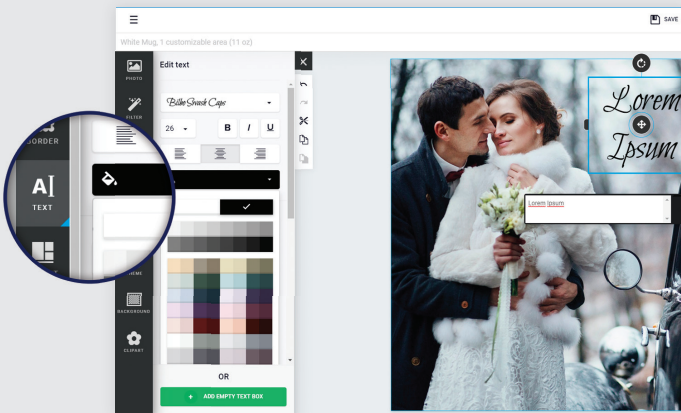 SAVE
White Mug, 1 customizable area (11 oz)
PHOTO
Edit text
FILTER
Bilbo Swash Caps
26
B I U
BORDER
AI
TEXT
BACKGROUND
CLIPART
OR
+ ADD EMPTY TEXT BOX
Lorem
Ipsum
Lorem Ipsum